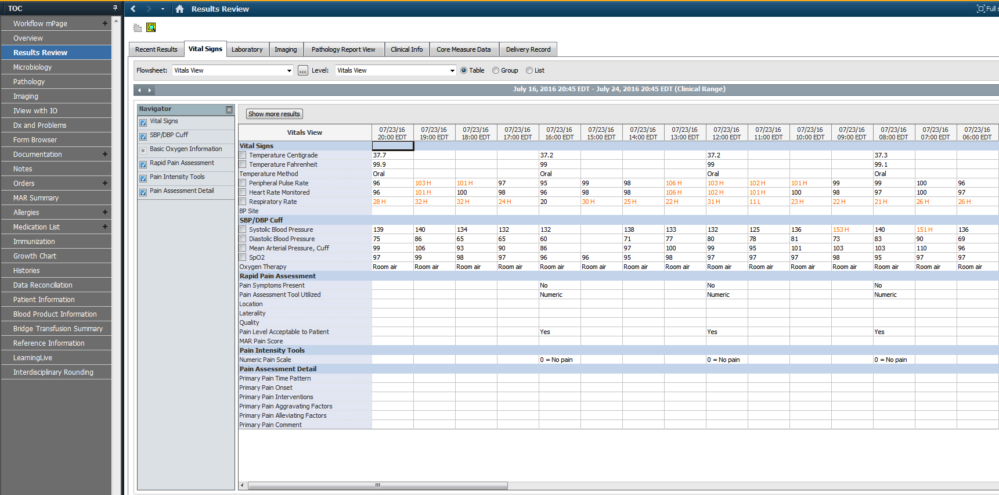 TOC
Workflow mPage +
Overview
Results Review
Microbiology
Pathology
Imaging
IView with IO
Dx and Problems
Form Browser
Documentation +
Notes
Orders +
MAR Summary
Allergies +
Medication List +
Immunization
Growth Chart
Histories
Data Reconciliation
Patient Information
Blood Product Information
Bridge Transfusion Summary
Reference Information
LearningLive
Interdisciplinary Rounding
Results Review
Full
Recent Results Vital Signs Laboratory Imaging Pathology Report View Clinical Info Core Measure Data Delivery Record
Flowsheet: Vitals View ... Level: Vitals View Table Group List
July 16, 2016 20:45 EDT - July 24, 2016 20:45 EDT (Clinical Range)
Navigator
Vital Signs
SBP/DBP Cuff
Basic Oxygen Information
Rapid Pain Assessment
Pain Intensity Tools
Pain Assessment Detail
Show more results
Vitals View
07/23/16 07/23/16 07/23/16 07/23/16 07/23/16 07/23/16 07/23/16 07/23/16 07/23/16 07/23/16 07/23/16 07/23/16 07/23/16 07/23/16 07/23/16
20:00 EDT 19:00 EDT 18:00 EDT 17:00 EDT 16:00 EDT 15:00 EDT 14:00 EDT 13:00 EDT 12:00 EDT 11:00 EDT 10:00 EDT 09:00 EDT 08:00 EDT 07:00 EDT 06:00 EDT
Vital Signs
Temperature Centigrade 37.7 37.2 37.2 37.3
Temperature Fahrenheit 99.9 99 99 99.1
Temperature Method Oral Oral Oral Oral
Peripheral Pulse Rate 96 103 H 101 H 97 95 99 98 106 H 103 H 102 H 101 H 99 99 100 96
Heart Rate Monitored 96 101 H 100 98 96 98 98 106 H 102 H 101 H 100 98 97 100 97
Respiratory Rate 28 H 32 H 32 H 24 H 20 30 H 25 H 22 H 31 H 11 L 23 H 22 H 21 H 26 H 26 H
BP Site
SBP/DBP Cuff
Systolic Blood Pressure 139 140 134 132 132 138 133 132 125 136 153 H 140 151 H 136
Diastolic Blood Pressure 75 86 65 65 60 71 77 80 78 81 73 83 90 69
Mean Arterial Pressure, Cuff 99 106 93 90 86 97 100 99 95 101 103 103 110 96
SpO2 97 99 98 97 96 96 95 98 97 97 97 98 95 97 97
Oxygen Therapy Room air Room air Room air Room air Room air Room air Room air Room air Room air Room air Room air Room air Room air Room air Room air
Rapid Pain Assessment
Pain Symptoms Present No No No
Pain Assessment Tool Utilized Numeric Numeric Numeric
Location
Laterality
Quality
Pain Level Acceptable to Patient Yes Yes Yes
MAR Pain Score
Pain Intensity Tools
Numeric Pain Scale 0 = No pain 0 = No pain 0 = No pain
Pain Assessment Detail
Primary Pain Time Pattern
Primary Pain Onset
Primary Pain Interventions
Primary Pain Aggravating Factors
Primary Pain Alleviating Factors
Primary Pain Comment